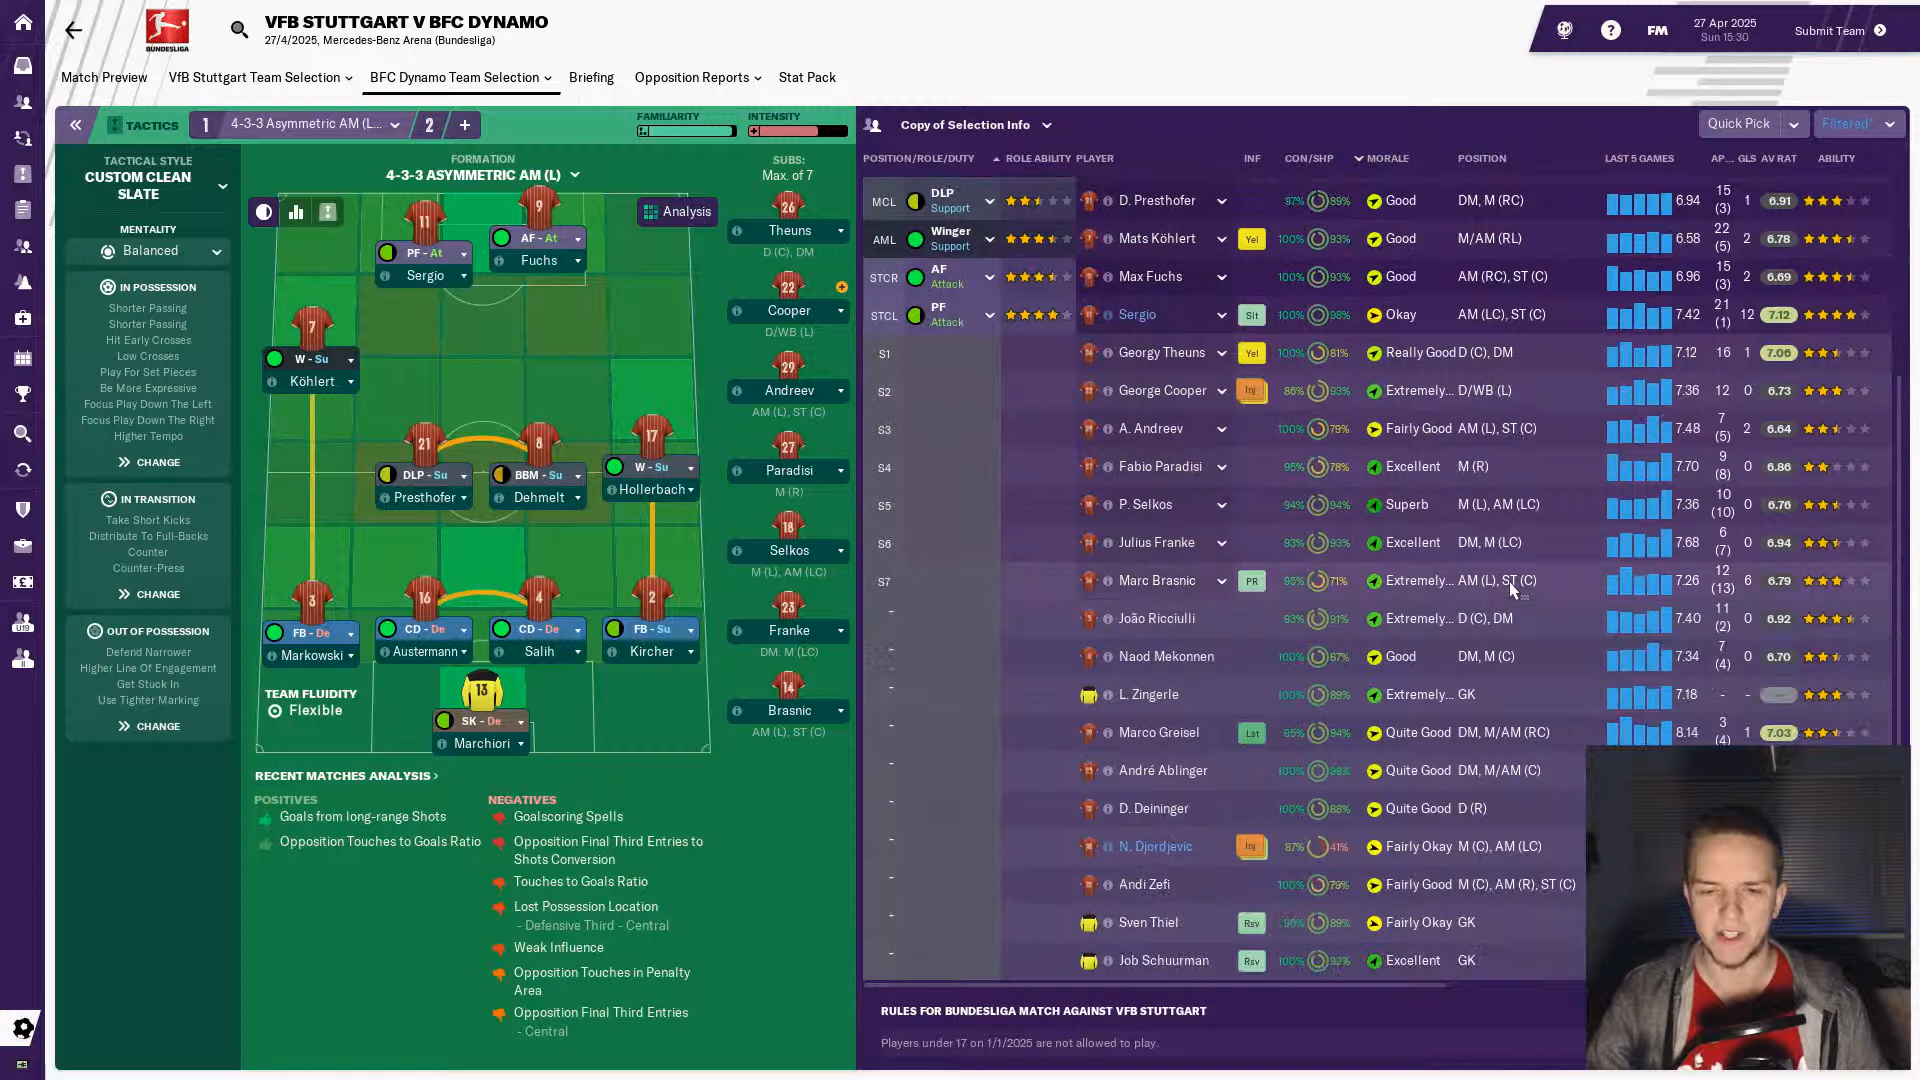 VFB STUTTGART V BFC DYNAMO
27/4/2025, Mercedes-Benz Arena (Bundesliga)
BUNDESLIGA
FM
27 Apr 2025
Sun 15:30
Submit Team
Match Preview
VfB Stuttgart Team Selection
BFC Dynamo Team Selection
Briefing
Opposition Reports
Stat Pack
TACTICS
1
4-3-3 Asymmetric AM (L...
2
+
FAMILIARITY
INTENSITY
TACTICAL STYLE
CUSTOM CLEAN
SLATE
MENTALITY
Balanced
IN POSSESSION
Shorter Passing
Shorter Passing
Hit Early Crosses
Low Crosses
Play For Set Pieces
Be More Expressive
Focus Play Down The Left
Focus Play Down The Right
Higher Tempo
CHANGE
IN TRANSITION
Take Short Kicks
Distribute To Full-Backs
Counter
Counter-Press
CHANGE
OUT OF POSSESSION
Defend Narrower
Higher Line Of Engagement
Get Stuck In
Use Tighter Marking
CHANGE
FORMATION
4-3-3 ASYMMETRIC AM (L)
Analysis
11
PF - At
Sergio
9
AF - At
Fuchs
7
W - Su
Köhlert
21
DLP - Su
Presthofer
8
BBM - Su
Dehmelt
17
W - Su
Hollerbach
3
FB - De
Markowski
16
CD - De
Austermann
4
CD - De
Salih
2
FB - Su
Kircher
13
SK - De
Marchiori
TEAM FLUIDITY
Flexible
SUBS:
Max. of 7
26
Theuns
D (C), DM
22
Cooper
D/WB (L)
29
Andreev
AM (L), ST (C)
27
Paradisi
M (R)
18
Selkos
M (L), AM (LC)
23
Franke
DM, M (LC)
14
Brasnic
AM (L), ST (C)
RECENT MATCHES ANALYSIS
POSITIVES
Goals from long-range Shots
Opposition Touches to Goals Ratio
NEGATIVES
Goalscoring Spells
Opposition Final Third Entries to
Shots Conversion
Touches to Goals Ratio
Lost Possession Location
- Defensive Third - Central
Weak Influence
Opposition Touches in Penalty
Area
Opposition Final Third Entries
- Central
Copy of Selection Info
Quick Pick
Filtered
POSITION/ROLE/DUTY ROLE ABILITY PLAYER INF CON/SHP MORALE POSITION LAST 5 GAMES AP... GLS AV RAT ABILITY
MCL DLP Support D. Presthofer 97% 89% Good DM, M (RC) 6.94 15 (3) 1 6.91
AML Winger Support Mats Köhlert Yel 100% 93% Good M/AM (RL) 6.58 22 (5) 2 6.78
STCR AF Attack Max Fuchs 100% 93% Good AM (RC), ST (C) 6.96 15 (3) 2 6.69
STCL PF Attack Sergio Slt 100% 98% Okay AM (LC), ST (C) 7.42 21 (1) 12 7.12
S1 Georgy Theuns Yel 100% 81% Really Good D (C), DM 7.12 16 1 7.06
S2 George Cooper Inj 86% 93% Extremely... D/WB (L) 7.36 12 0 6.73
S3 A. Andreev 100% 79% Fairly Good AM (L), ST (C) 7.48 7 (5) 2 6.64
S4 Fabio Paradisi 95% 78% Excellent M (R) 7.70 9 (8) 0 6.86
S5 P. Selkos 94% 94% Superb M (L), AM (LC) 7.36 10 (10) 0 6.76
S6 Julius Franke 93% 93% Excellent DM, M (LC) 7.68 6 (7) 0 6.94
S7 Marc Brasnic PR 95% 71% Extremely... AM (L), ST (C) 7.26 12 (13) 6 6.79
- João Ricciulli 93% 91% Extremely... D (C), DM 7.40 11 (2) 0 6.92
- Naod Mekonnen 100% 87% Good DM, M (C) 7.34 7 (4) 0 6.70
- L. Zingerle 100% 89% Extremely... GK 7.18 - -
- Marco Greisel Lst 95% 94% Quite Good DM, M/AM (RC) 8.14 3 (4) 1 7.03
- André Ablinger 100% 98% Quite Good DM, M/AM (C)
- D. Deininger 100% 88% Quite Good D (R)
- N. Djordjevic Inj 87% 41% Fairly Okay M (C), AM (LC)
- Andi Zefi 100% 79% Fairly Good M (C), AM (R), ST (C)
- Sven Thiel Rsv 89% Fairly Okay GK
- Job Schuurman Rsv 100% 92% Excellent GK
RULES FOR BUNDESLIGA MATCH AGAINST VFB STUTTGART
Players under 17 on 1/1/2025 are not allowed to play.